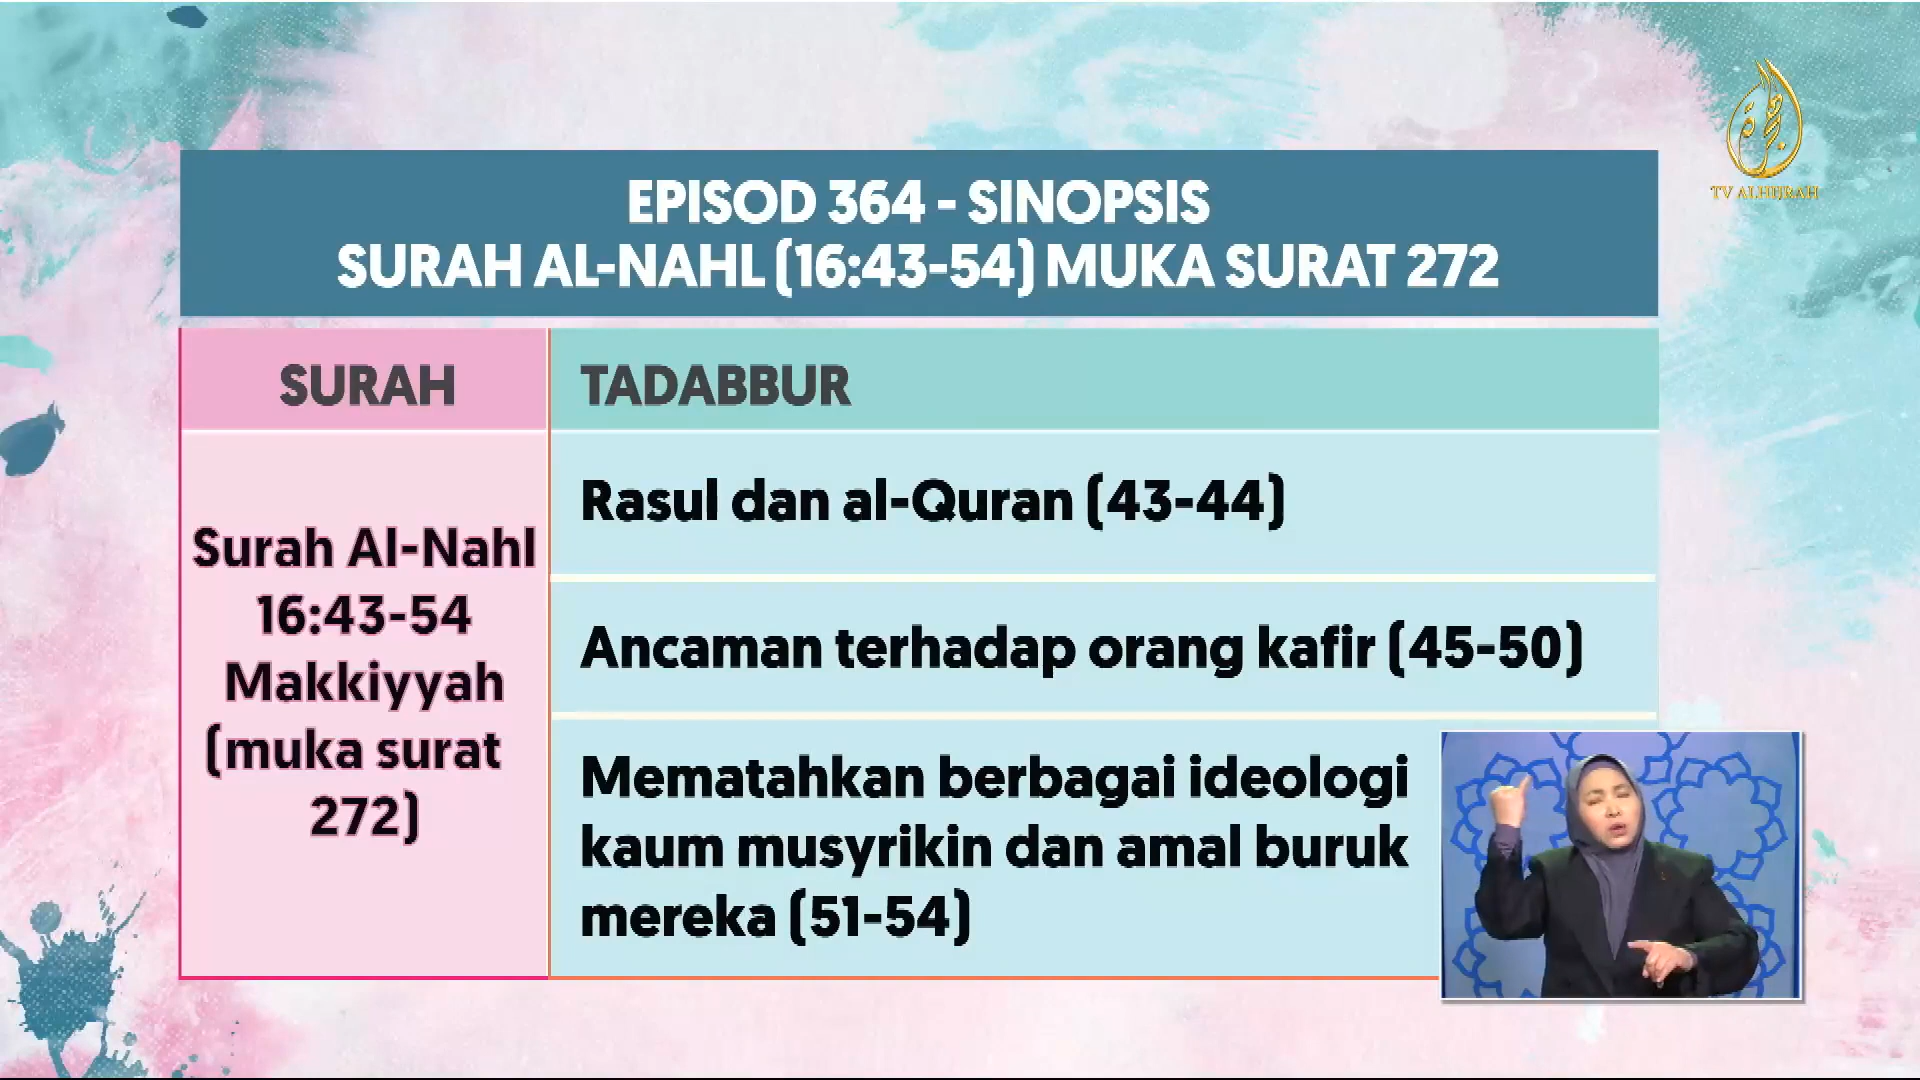 EPISOD 364 - SINOPSIS
SURAH AL-NAHL (16:43-54) MUKA SURAT 272
SURAH
TADABBUR
Surah Al-Nahl
16:43-54
Makkiyyah
(muka surat
272)
Rasul dan al-Quran (43-44)
Ancaman terhadap orang kafir (45-50)
Mematahkan berbagai ideologi
kaum musyrikin dan amal buruk
mereka (51-54)
TV ALHIJRAH